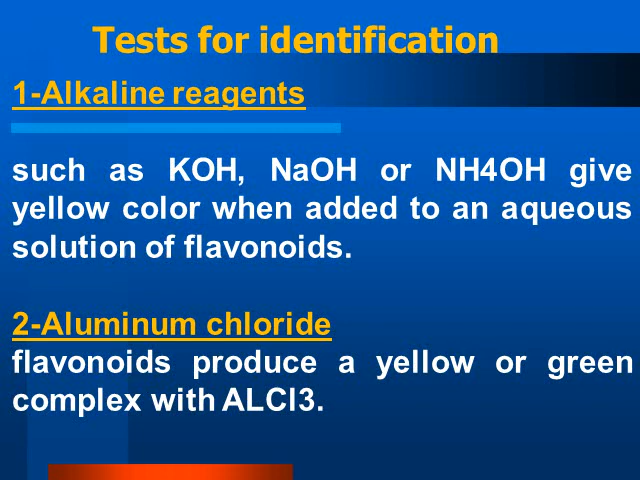 Tests for identification
1-Alkaline reagents
such as KOH, NaOH or NH4OH give
yellow color when added to an aqueous
solution of flavonoids.
2-Aluminum chloride
flavonoids produce a yellow or green
complex with ALCl3.